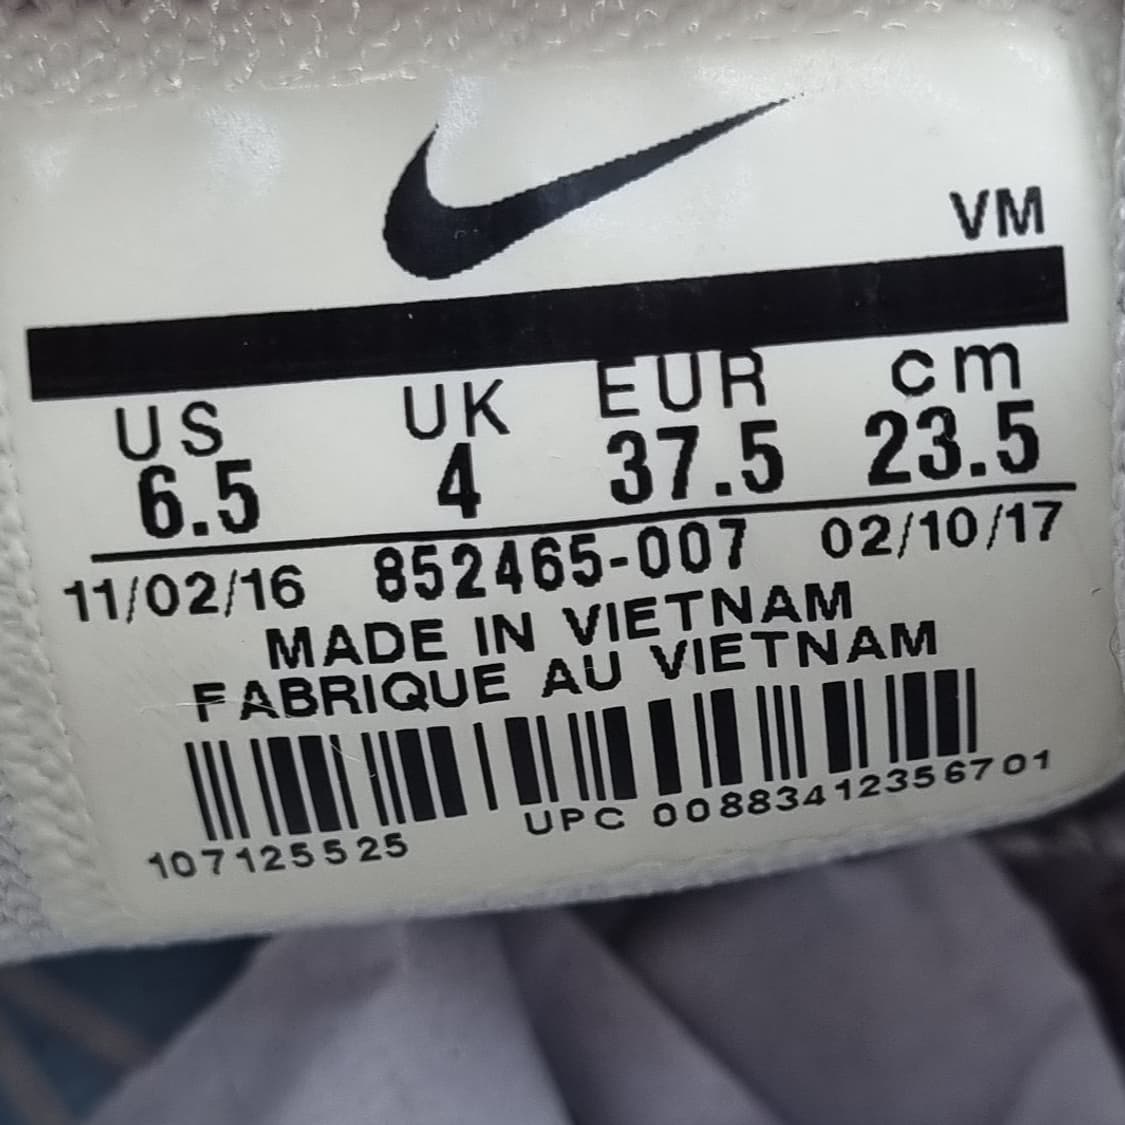 VM
US UK EUR cm
6.5 4 37.5 23.5
11/02/16 852465-007 02/10/17
MADE IN VIETNAM
FABRIQUE AU VIETNAM
107125525 UPC 00883412356701